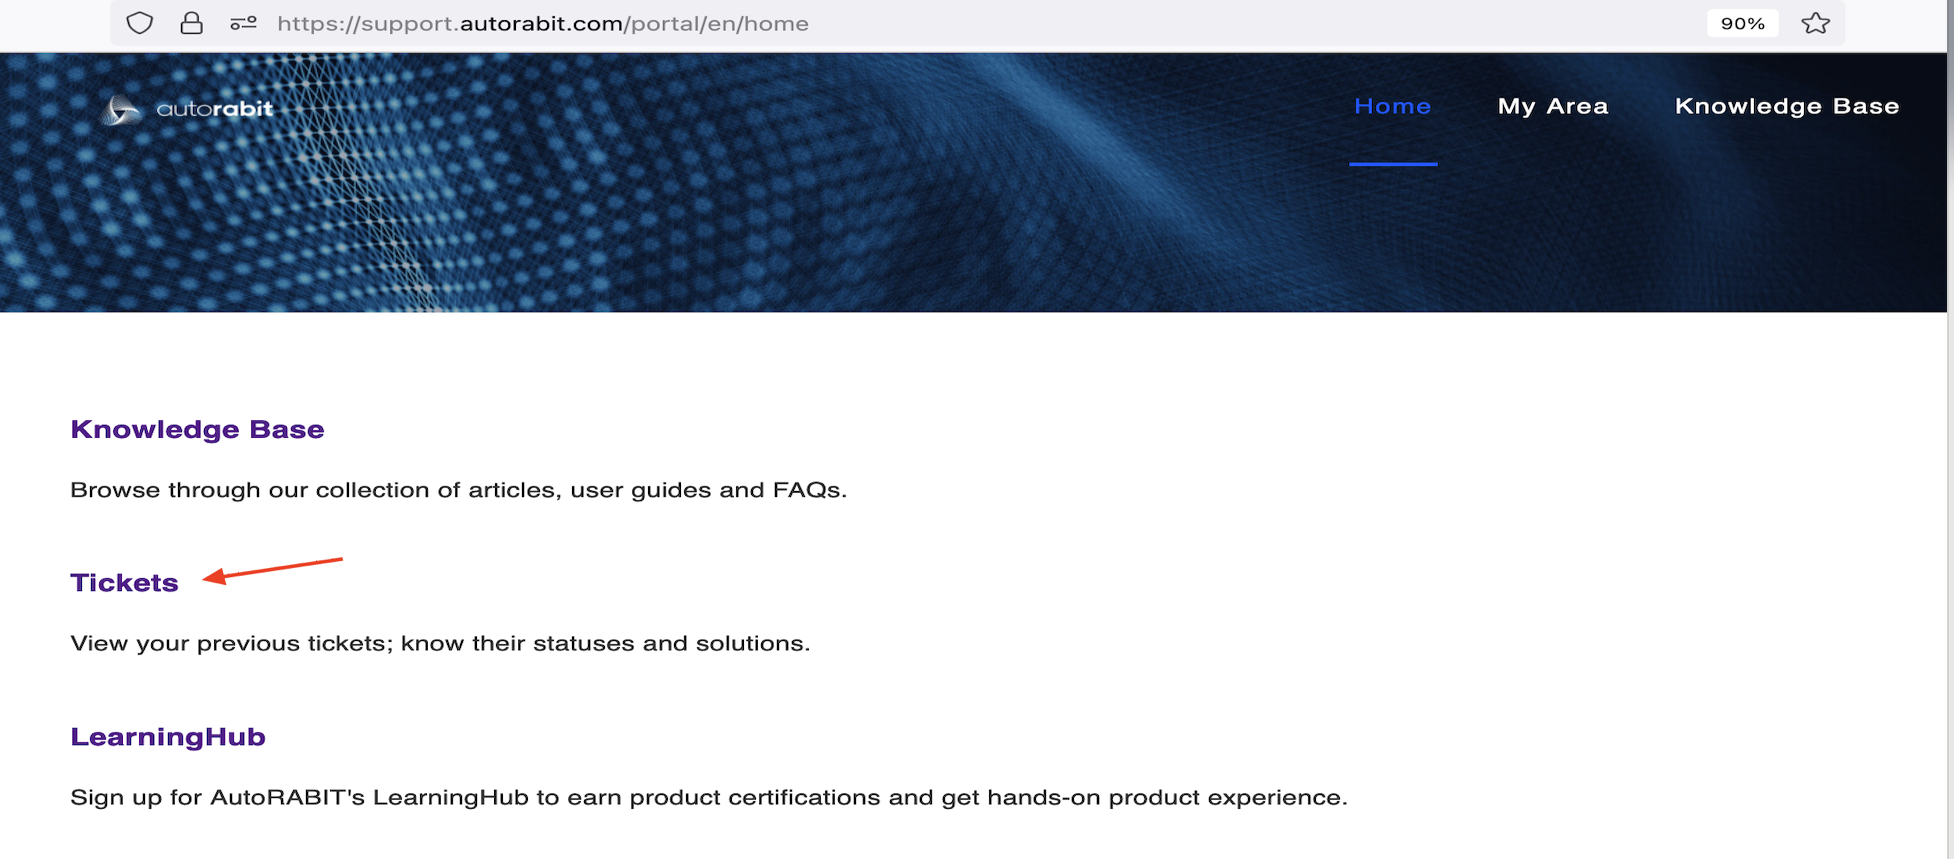 https://support.autorabit.com/portal/en/home
90%
autorabit
Home
My Area
Knowledge Base
Knowledge Base
Browse through our collection of articles, user guides and FAQs.
Tickets
View your previous tickets; know their statuses and solutions.
LearningHub
Sign up for AutoRABIT's LearningHub to earn product certifications and get hands-on product experience.